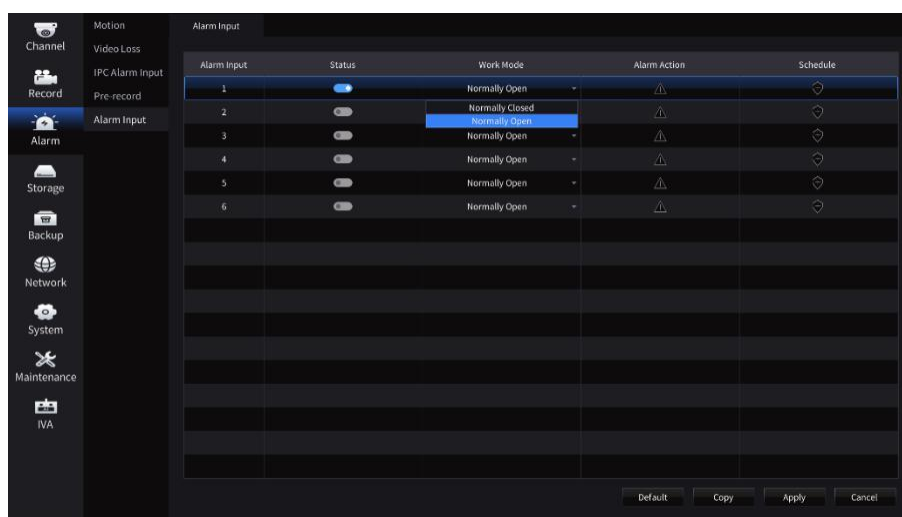 Channel
Record
Alarm
Storage
Backup
Network
System
Maintenance
IVA
Motion
Video Loss
IPC Alarm Input
Pre-record
Alarm Input
Alarm Input
Alarm Input Status Work Mode Alarm Action Schedule
1 Normally Open
2 Normally Closed
Normally Open
3 Normally Open
4 Normally Open
5 Normally Open
6 Normally Open
Default Copy Apply Cancel